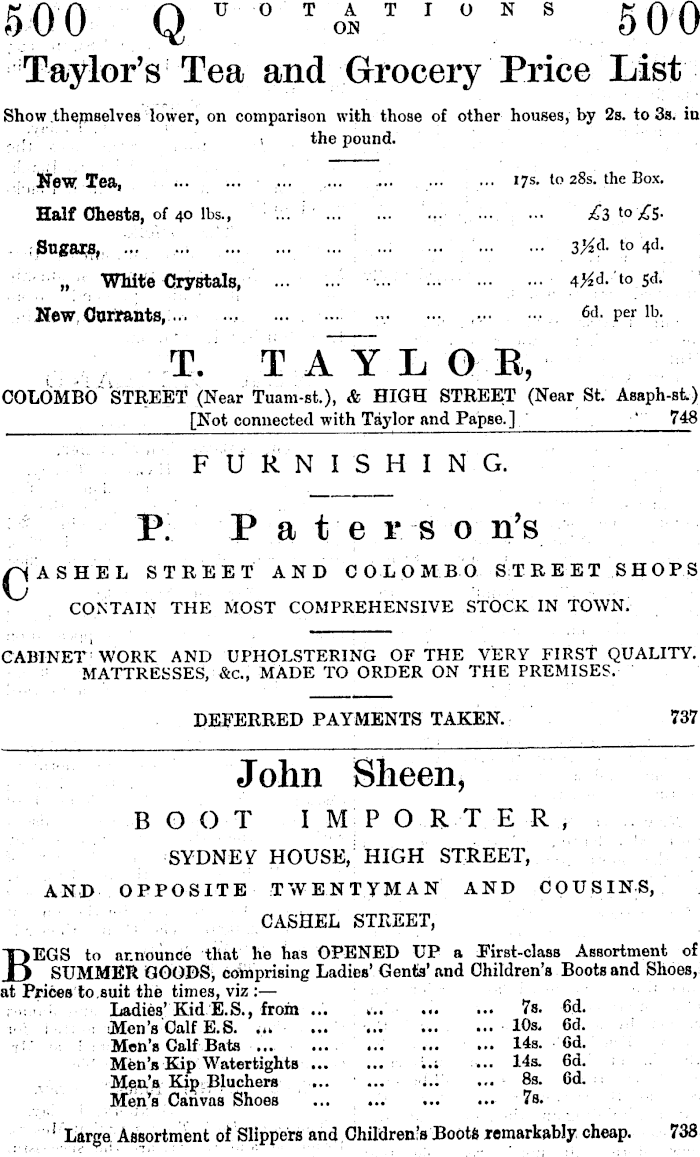 500 QUOTATIONS 500
ON
Taylor's Tea and Grocery Price List
Show themselves lower, on comparison with those of other houses, by 2s. to 3s. in
the pound.
New Tea, ... ... ... ... ... ... ... 17s. to 28s. the Box.
Half Chests, of 40 lbs., ... ... ... ... ... ... £3 to £5.
Sugars, ... ... ... ... ... ... ... ... ... 3½d. to 4d.
„ White Crystals, ... ... ... ... ... ... 4½d. to 5d.
New Currants, ... ... ... ... ... ... ... ... 6d. per lb.
T. TAYLOR,
COLOMBO STREET (Near Tuam-st.), & HIGH STREET (Near St. Asaph-st.)
[Not connected with Taylor and Papse.] 748
FURNISHING.
P. Paterson's
CASHEL STREET AND COLOMBO STREET SHOPS
CONTAIN THE MOST COMPREHENSIVE STOCK IN TOWN.
CABINET WORK AND UPHOLSTERING OF THE VERY FIRST QUALITY.
MATTRESSES, &c., MADE TO ORDER ON THE PREMISES.
DEFERRED PAYMENTS TAKEN. 737
John Sheen,
BOOT IMPORTER,
SYDNEY HOUSE, HIGH STREET,
AND OPPOSITE TWENTYMAN AND COUSINS,
CASHEL STREET,
BEGS to announce that he has OPENED UP a First-class Assortment of
SUMMER GOODS, comprising Ladies' Gents' and Children's Boots and Shoes,
at Prices to suit the times, viz :—
Ladies' Kid E.S., from ... ... ... ... 7s. 6d.
Men's Calf E.S. ... ... ... ... ... 10s. 6d.
Men's Calf Bats ... ... ... ... ... 14s. 6d.
Men's Kip Watertights ... ... ... ... 14s. 6d.
Men's Kip Bluchers ... ... ... ... 8s. 6d.
Men's Canvas Shoes ... ... ... ... 7s.
Large Assortment of Slippers and Children's Boots remarkably cheap. 738